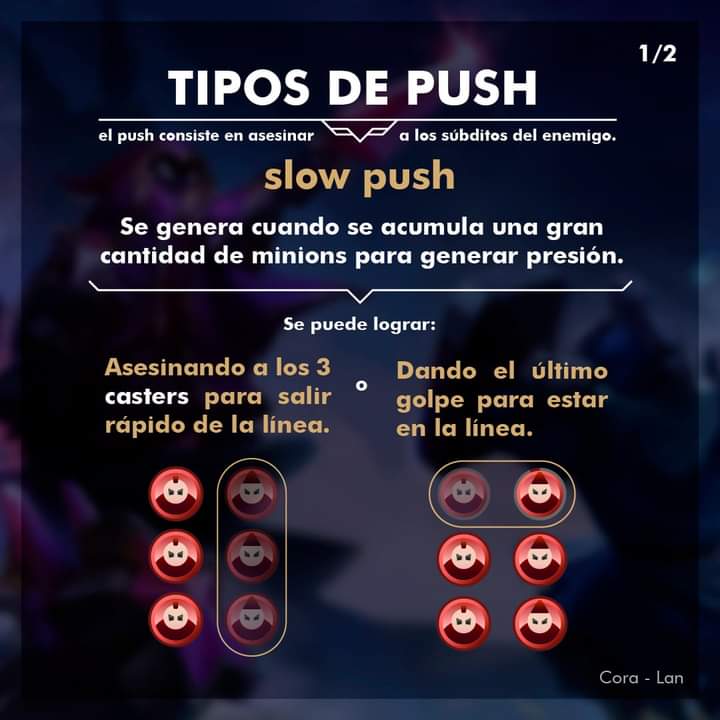 1/2
TIPOS DE PUSH
el push consiste en asesinar a los súbditos del enemigo.
slow push
Se genera cuando se acumula una gran
cantidad de minions para generar presión.
Se puede lograr:
Asesinando a los 3
casters para salir
rápido de la línea.
o
Dando el último
golpe para estar
en la línea.
Cora - Lan